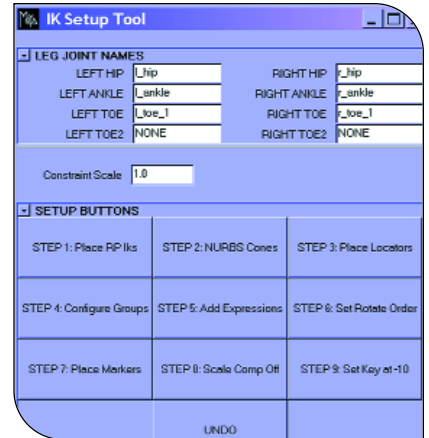 IK Setup Tool
LEG JOINT NAMES
LEFT HIP l_hip RIGHT HIP r_hip
LEFT ANKLE l_ankle RIGHT ANKLE r_ankle
LEFT TOE l_toe_1 RIGHT TOE r_toe_1
LEFT TOE2 NONE RIGHT TOE2 NONE
Constraint Scale 1.0
SETUP BUTTONS
STEP 1: Place RP Iks STEP 2: NURBS Cones STEP 3: Place Locators
STEP 4: Configure Groups STEP 5: Add Expressions STEP 6: Set Rotate Order
STEP 7: Place Markers STEP 8: Scale Comp Off STEP 9: Set Key at -10
UNDO